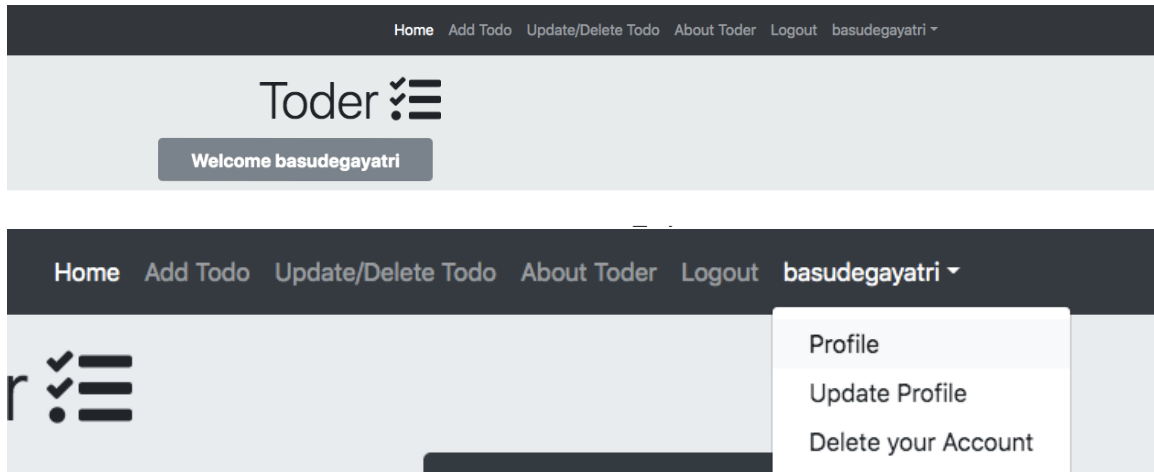 Home Add Todo Update/Delete Todo About Toder Logout basudegayatri
Toder
Welcome basudegayatri
Home Add Todo Update/Delete Todo About Toder Logout basudegayatri
r
Profile
Update Profile
Delete your Account